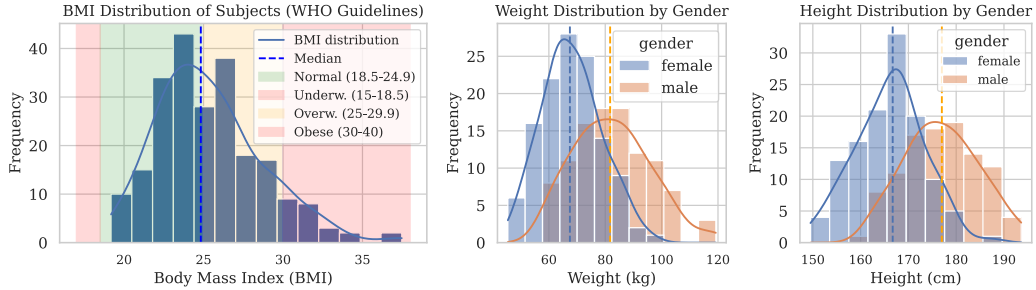 BMI Distribution of Subjects (WHO Guidelines)
Frequency
40
30
20
10
0
20
25
30
35
Body Mass Index (BMI)
BMI distribution
Median
Normal (18.5-24.9)
Underw. (15-18.5)
Overw. (25-29.9)
Obese (30-40)
Weight Distribution by Gender
Frequency
25
20
15
10
5
0
60
80
100
120
Weight (kg)
gender
female
male
Height Distribution by Gender
Frequency
30
25
20
15
10
5
0
150
160
170
180
190
Height (cm)
gender
female
male